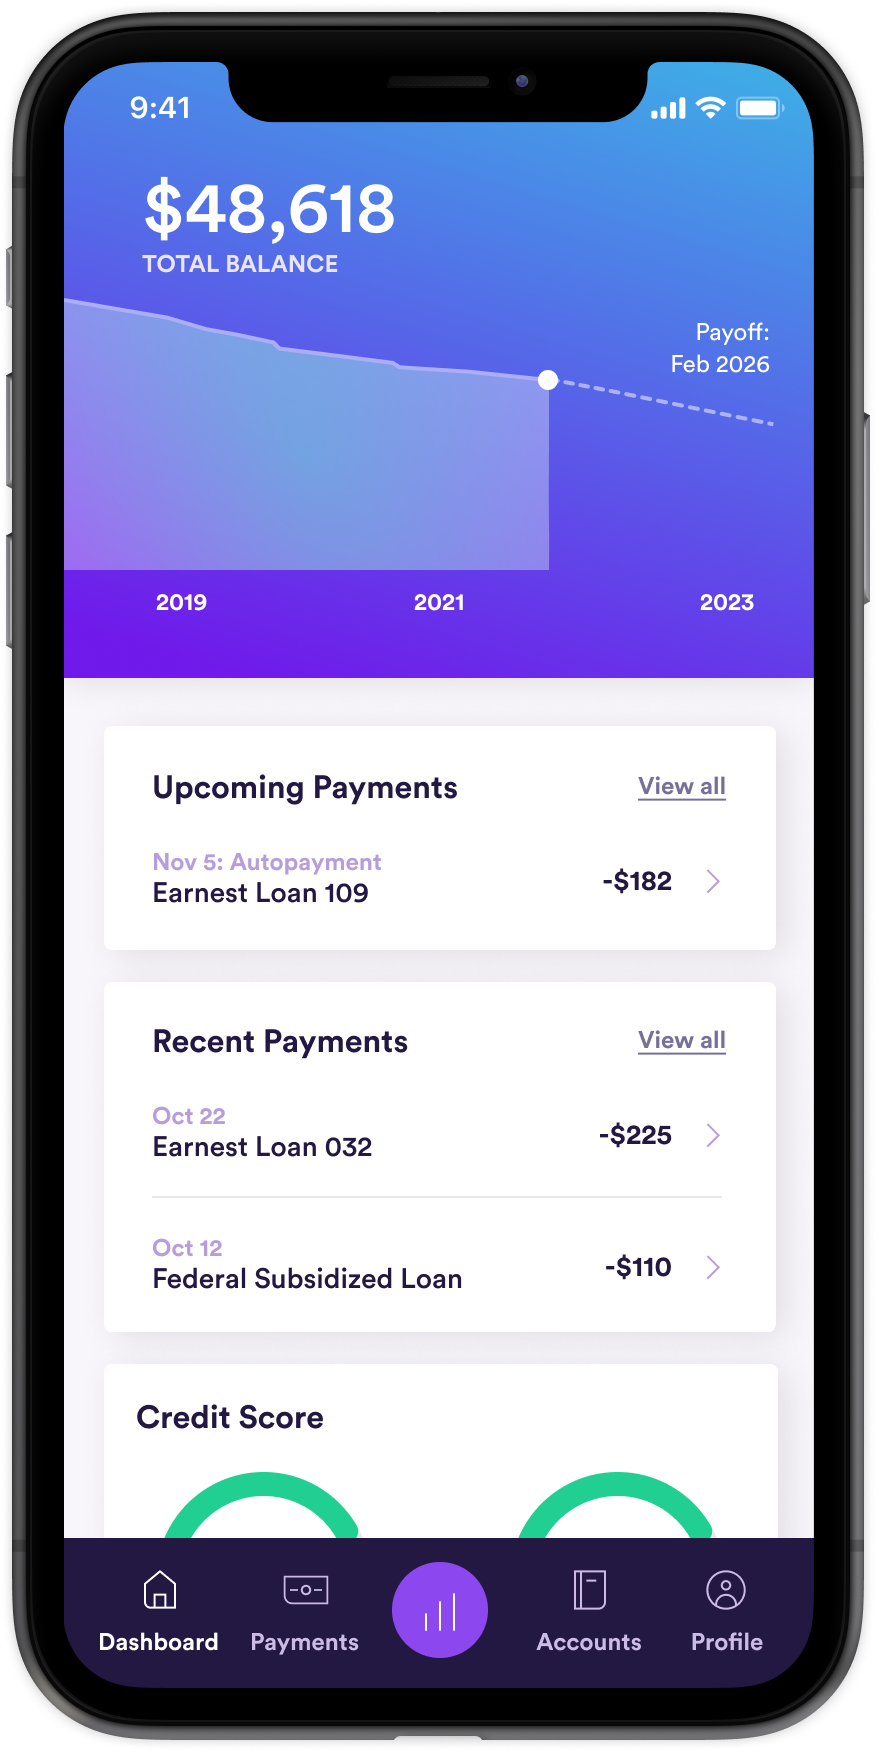 9:41
$48,618
TOTAL BALANCE
Payoff:
Feb 2026
2019 2021 2023
Upcoming Payments View all
Nov 5: Autopayment
Earnest Loan 109 -$182
Recent Payments View all
Oct 22
Earnest Loan 032 -$225
Oct 12
Federal Subsidized Loan -$110
Credit Score
Dashboard Payments Accounts Profile